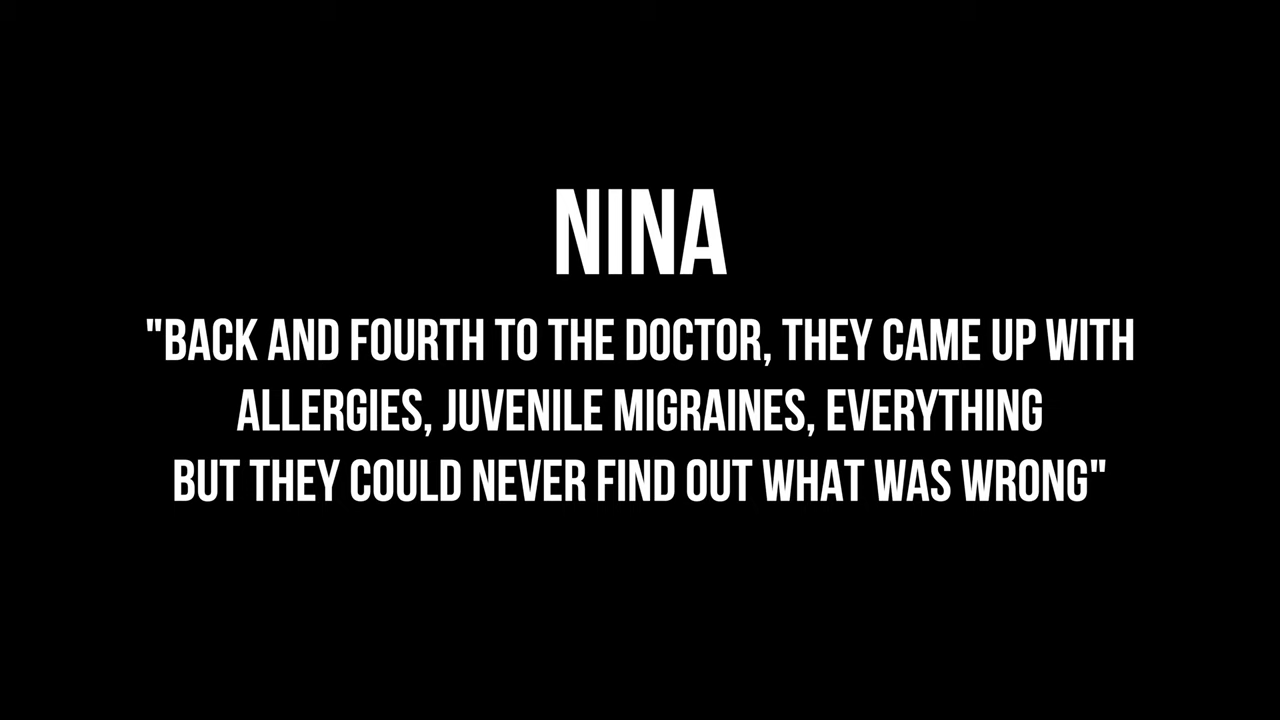 NINA
"BACK AND FOURTH TO THE DOCTOR, THEY CAME UP WITH
ALLERGIES, JUVENILE MIGRAINES, EVERYTHING
BUT THEY COULD NEVER FIND OUT WHAT WAS WRONG"